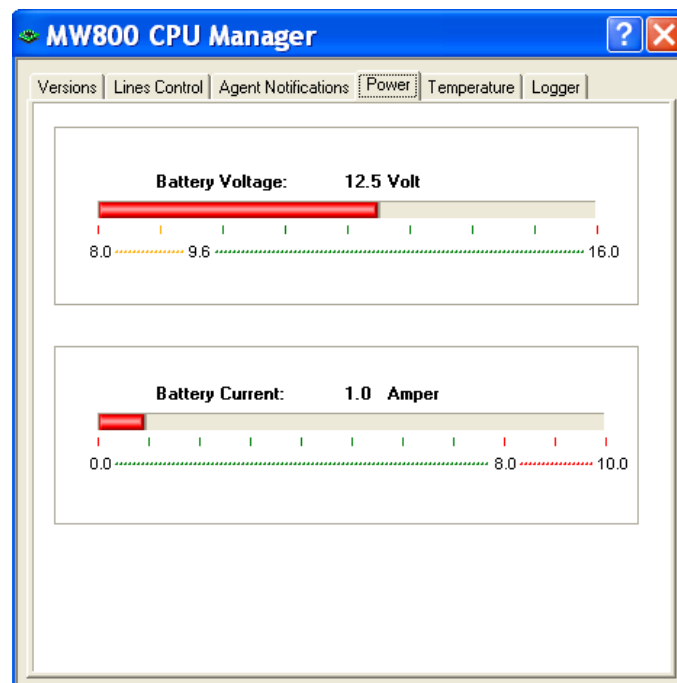 MW800 CPU Manager ?
Versions Lines Control Agent Notifications Power Temperature Logger
Battery Voltage: 12.5 Volt
8.0 9.6 16.0
Battery Current: 1.0 Amper
0.0 8.0 10.0